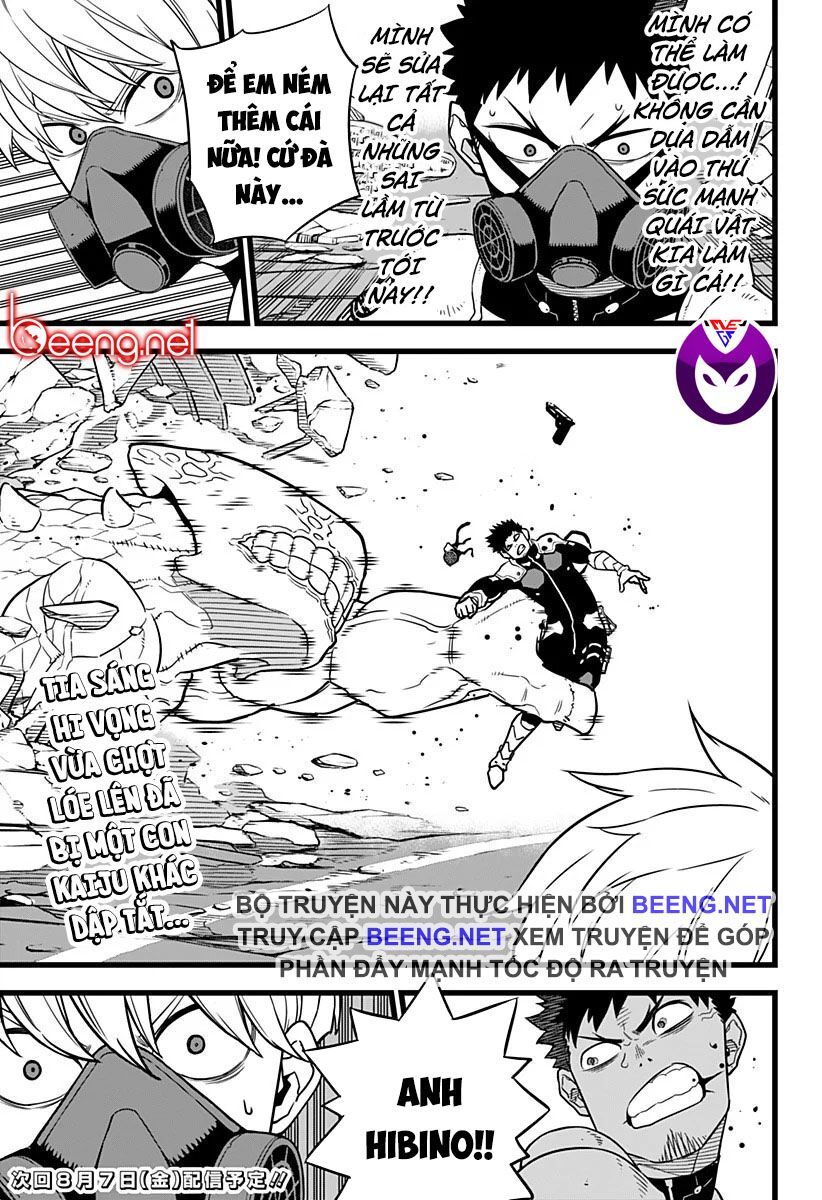 MÌNH CÓ
THỂ LÀM
ĐƯỢC...!
KHÔNG CẦN
DỰA DẪM
VÀO THỨ
SỨC MẠNH
QUÁI VẬT
KIA LÀM
GÌ CẢ!!
MÌNH
SẼ SỬA
LẠI TẤT
CẢ
NHỮNG
SAI
LẦM TỪ
TRƯỚC
TỚI
NAY!!
ĐỂ EM NÉM
THÊM CÁI
NỮA! CỨ ĐÀ
NÀY...
beeng.net
TIA SÁNG
HI VỌNG
VỪA CHỢT
LÓE LÊN ĐÃ
BỊ MỘT CON
KAIJU KHÁC
DẬP TẮT...
BỘ TRUYỆN NÀY THỰC HIỆN BỞI BEENG.NET
TRUY CẬP BEENG.NET XEM TRUYỆN ĐỂ GÓP
PHẦN ĐẨY MẠNH TỐC ĐỘ RA TRUYỆN
ANH
HIBINO!!
次回8月7日(金)配信予定!!